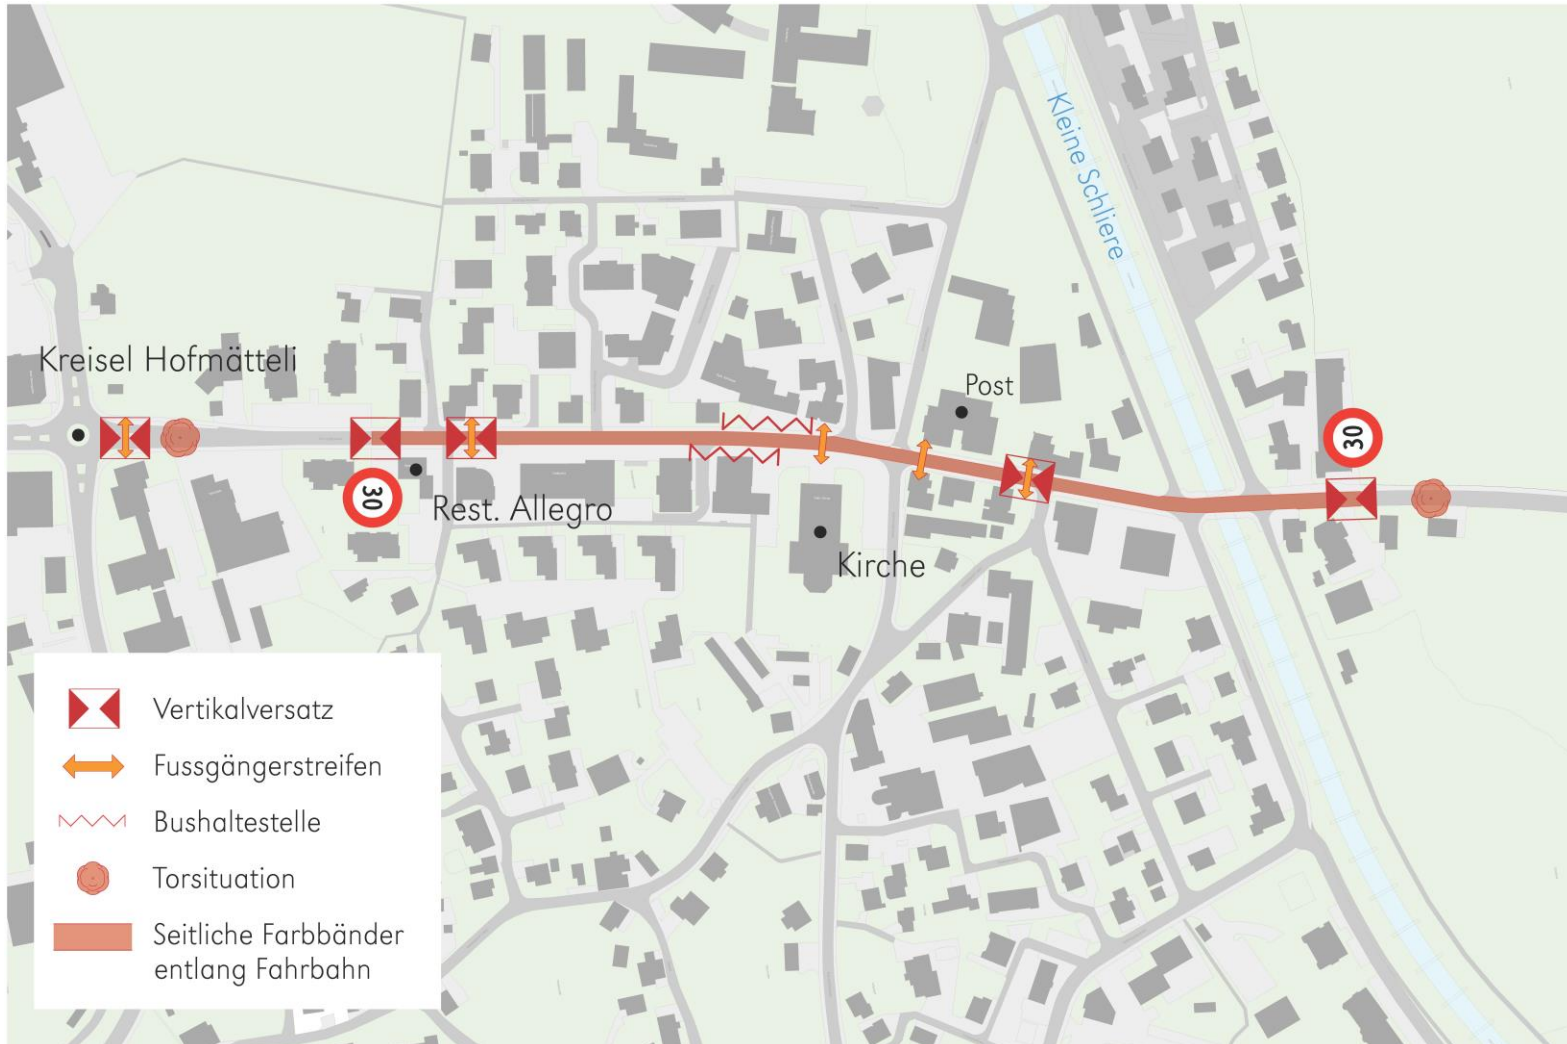 Kleine Schliere
Kreisel Hofmätteli
Post
30
30
Rest. Allegro
Kirche
Vertikalversatz
Fussgängerstreifen
Bushaltestelle
Torsituation
Seitliche Farbbänder
entlang Fahrbahn